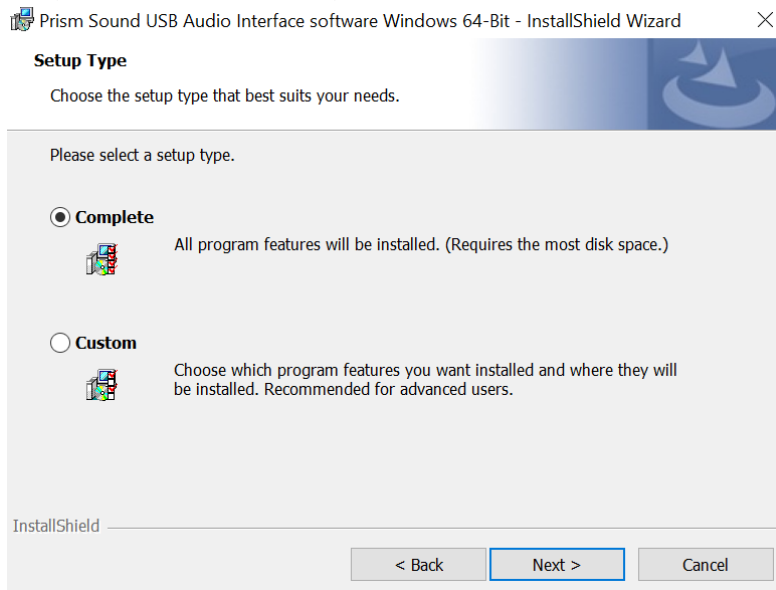 Prism Sound USB Audio Interface software Windows 64-Bit - InstallShield Wizard
Setup Type
Choose the setup type that best suits your needs.
Please select a setup type.
Complete
All program features will be installed. (Requires the most disk space.)
Custom
Choose which program features you want installed and where they will
be installed. Recommended for advanced users.
InstallShield
< Back
Next >
Cancel